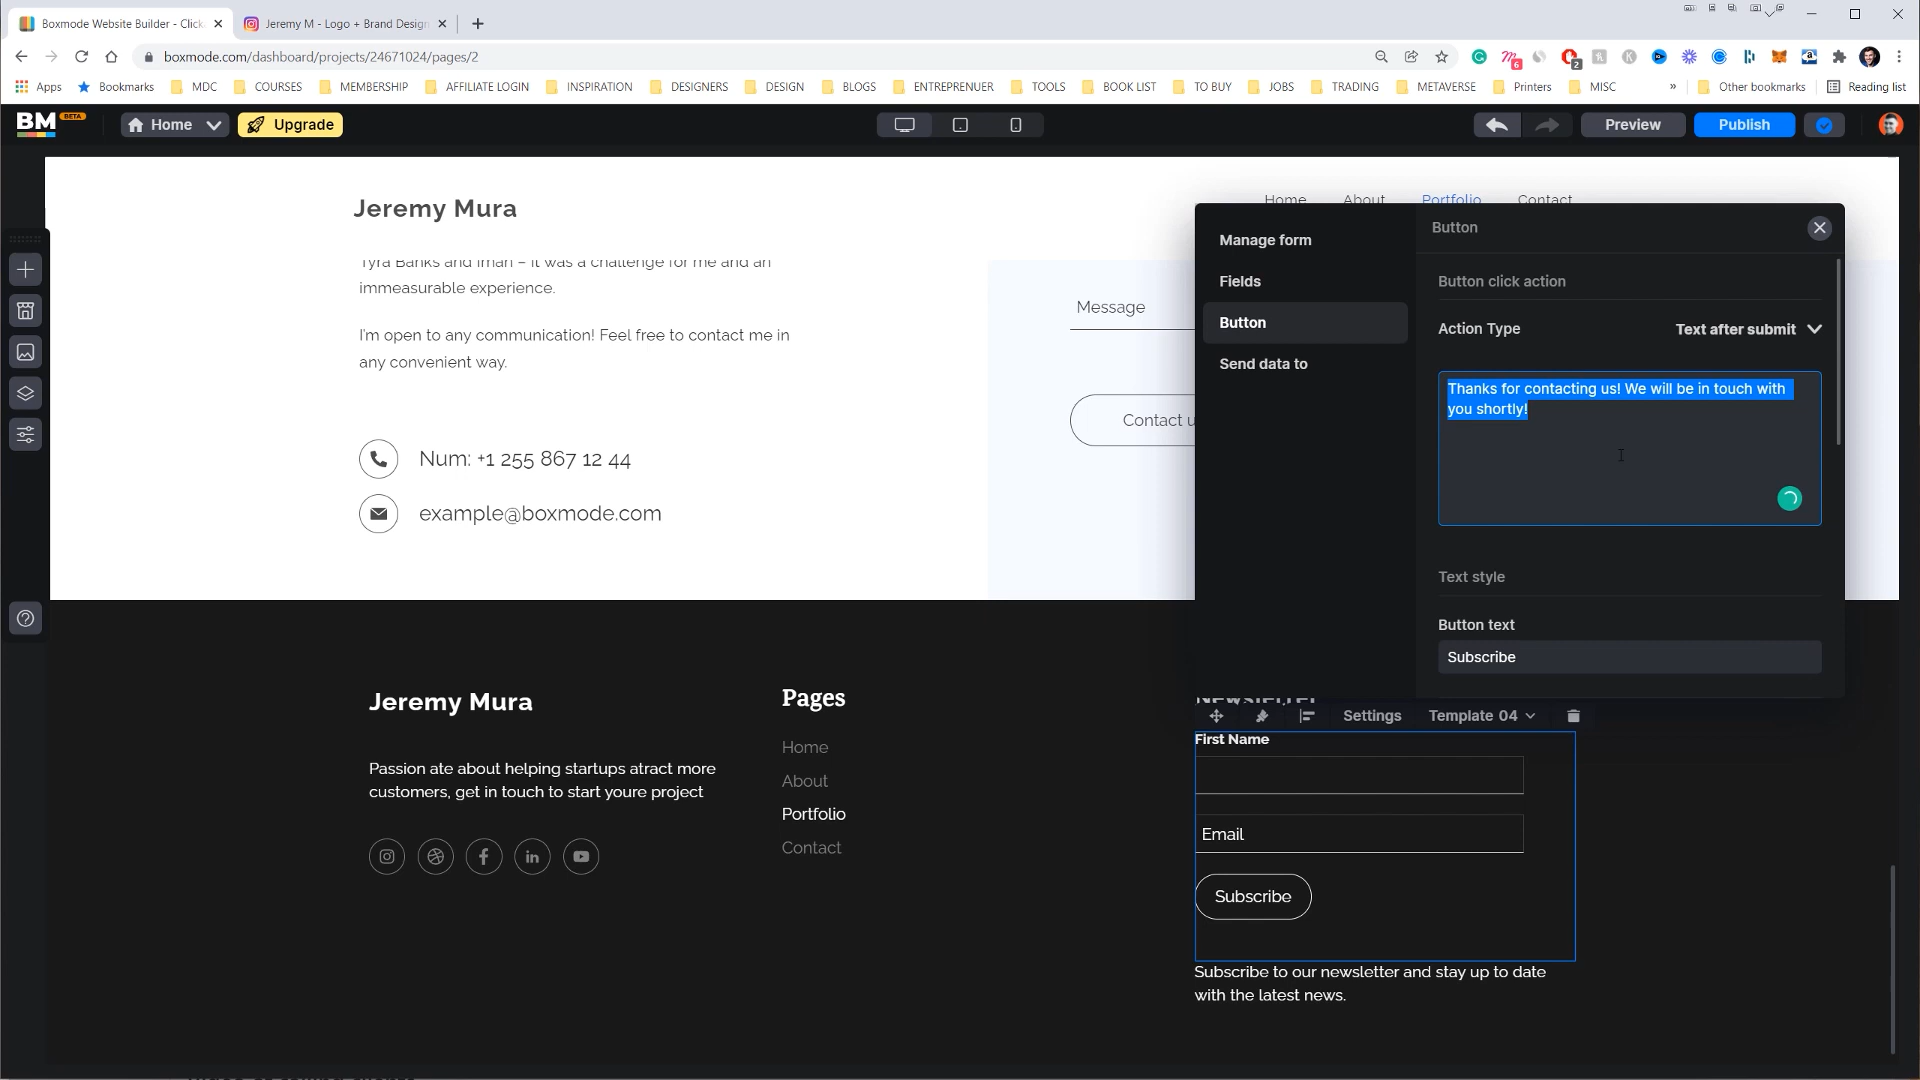 Boxmode Website Builder - Click
Jeremy M - Logo + Brand Design
boxmode.com/dashboard/projects/24671024/pages/2
6
2
Apps
Bookmarks
MDC
COURSES
MEMBERSHIP
AFFILIATE LOGIN
INSPIRATION
DESIGNERS
DESIGN
BLOGS
ENTREPRENUER
TOOLS
BOOK LIST
TO BUY
JOBS
TRADING
METAVERSE
Printers
MISC
»
Other bookmarks
Reading list
BM BETA
Home
Upgrade
Preview
Publish
Jeremy Mura
Home
About
Portfolio
Contact
Tyra Banks and Iman – it was a challenge for me and an
immeasurable experience.
I'm open to any communication! Feel free to contact me in
any convenient way.
Num: +1 255 867 12 44
example@boxmode.com
Message
Contact u
Manage form
Fields
Button
Send data to
Button
Button click action
Action Type
Text after submit
Thanks for contacting us! We will be in touch with
you shortly!
Text style
Button text
Subscribe
Jeremy Mura
Passion ate about helping startups atract more
customers, get in touch to start youre project
Pages
Home
About
Portfolio
Contact
Settings
Template 04
First Name
Email
Subscribe
Subscribe to our newsletter and stay up to date
with the latest news.